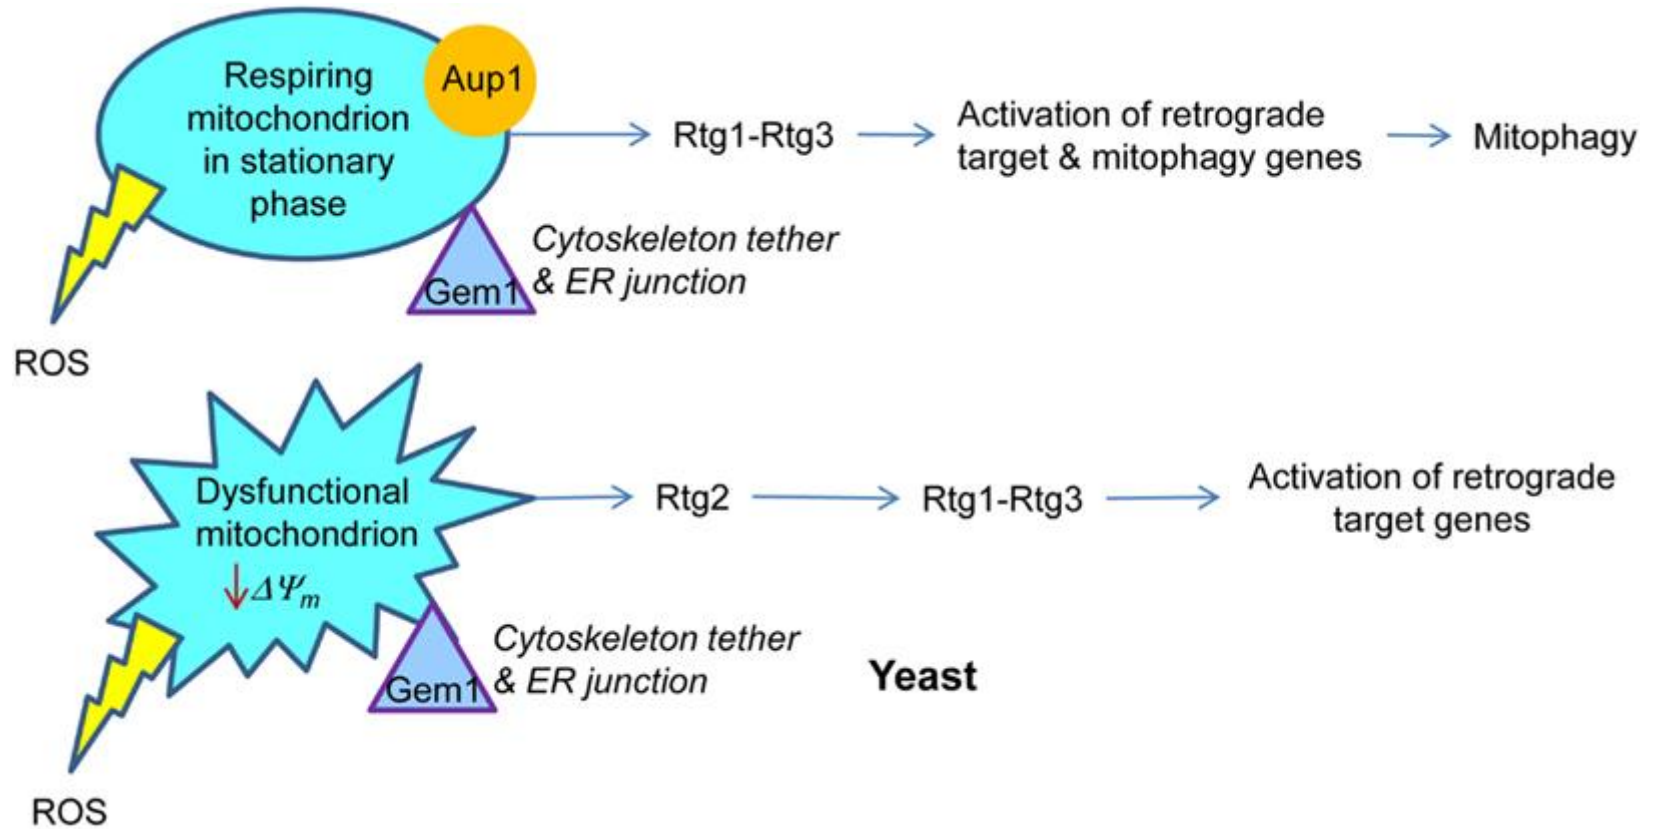 Respiring
mitochondrion
in stationary
phase
Aup1
Rtg1-Rtg3
Activation of retrograde
target & mitophagy genes
Mitophagy
Cytoskeleton tether
& ER junction
Gem1
ROS
Dysfunctional
mitochondrion
↓ΔΨm
Rtg2
Rtg1-Rtg3
Activation of retrograde
target genes
Cytoskeleton tether
& ER junction
Gem1
Yeast
ROS